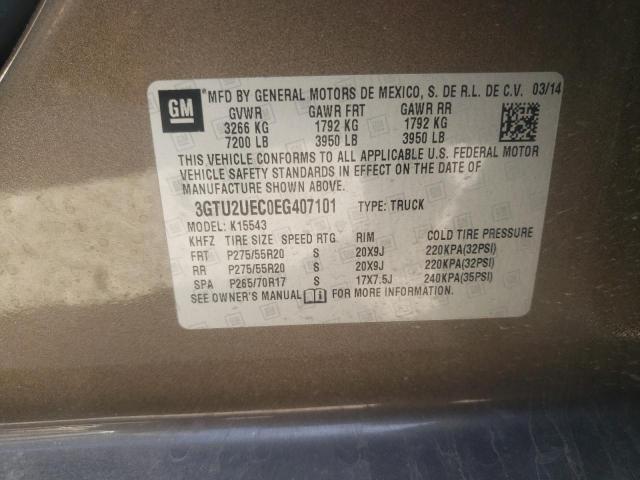 GM
MFD BY GENERAL MOTORS DE MEXICO, S. DE R.L. DE C.V. 03/14
GVWR GAWR FRT GAWR RR
3266 KG 1792 KG 1792 KG
7200 LB 3950 LB 3950 LB
THIS VEHICLE CONFORMS TO ALL APPLICABLE U.S. FEDERAL MOTOR
VEHICLE SAFETY STANDARDS IN EFFECT ON THE DATE OF
MANUFACTURE SHOWN ABOVE.
3GTU2UEC0EG407101 TYPE: TRUCK
MODEL: K15543
KHFZ TIRE SIZE SPEED RTG RIM COLD TIRE PRESSURE
FRT P275/55R20 S 20X9J 220KPA(32PSI)
RR P275/55R20 S 20X9J 220KPA(32PSI)
SPA P265/70R17 S 17X7.5J 240KPA(35PSI)
SEE OWNER'S MANUAL FOR MORE INFORMATION.